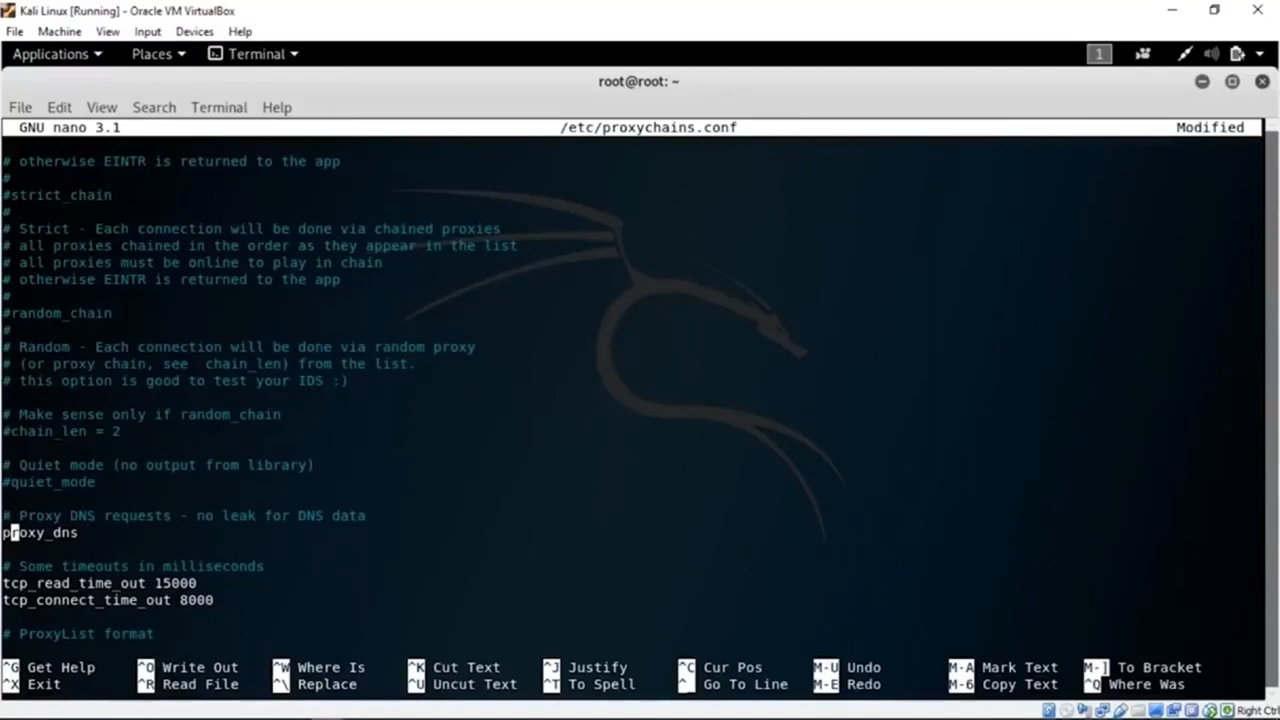 Kali Linux [Running] - Oracle VM VirtualBox
File Machine View Input Devices Help
Applications Places Terminal 1
root@root: ~
File Edit View Search Terminal Help
GNU nano 3.1 /etc/proxychains.conf Modified
# otherwise EINTR is returned to the app
#
#strict_chain
#
# Strict - Each connection will be done via chained proxies
# all proxies chained in the order as they appear in the list
# all proxies must be online to play in chain
# otherwise EINTR is returned to the app
#
#random_chain
#
# Random - Each connection will be done via random proxy
# (or proxy chain, see  chain_len) from the list.
# this option is good to test your IDS :)
# Make sense only if random_chain
#chain_len = 2
# Quiet mode (no output from library)
#quiet_mode
# Proxy DNS requests - no leak for DNS data
proxy_dns
# Some timeouts in milliseconds
tcp_read_time_out 15000
tcp_connect_time_out 8000
# ProxyList format
^G Get Help ^O Write Out ^W Where Is ^K Cut Text ^J Justify ^C Cur Pos M-U Undo M-A Mark Text M-] To Bracket
^X Exit ^R Read File ^\ Replace ^U Uncut Text ^T To Spell ^_ Go To Line M-E Redo M-6 Copy Text ^Q Where Was
Right Ctrl